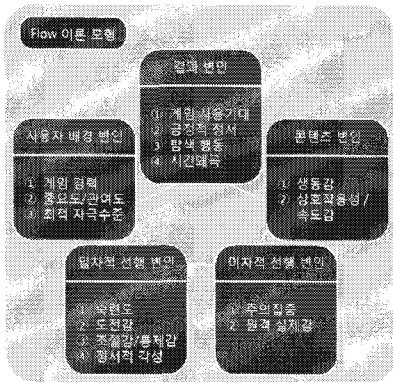 Flow 이론 모형
결과 변인
① 게임 사용기대
② 긍정적 정서
③ 탐색 행동
④ 시간왜곡
사용자 배경 변인
① 게임 경력
② 중요도/관여도
③ 최적 자극수준
콘텐츠 변인
① 생동감
② 상호작용성/
속도감
일차적 선행 변인
① 숙련도
② 도전감
③ 조절감/통제감
④ 정서적 각성
이차적 선행 변인
① 주의집중
② 원격 실재감